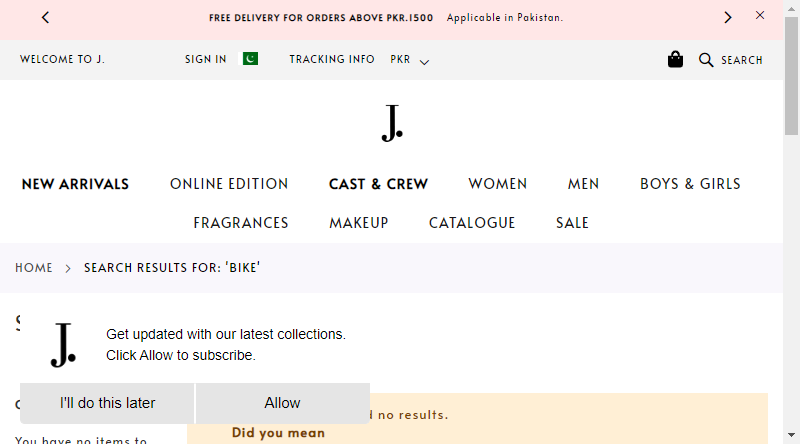 FREE DELIVERY FOR ORDERS ABOVE PKR.1500 Applicable in Pakistan.
WELCOME TO J. SIGN IN TRACKING INFO PKR SEARCH
J.
NEW ARRIVALS ONLINE EDITION CAST & CREW WOMEN MEN BOYS & GIRLS
FRAGRANCES MAKEUP CATALOGUE SALE
HOME SEARCH RESULTS FOR: 'BIKE'
J.
Get updated with our latest collections.
Click Allow to subscribe.
I'll do this later Allow
no results.
Did you mean
You have no items to